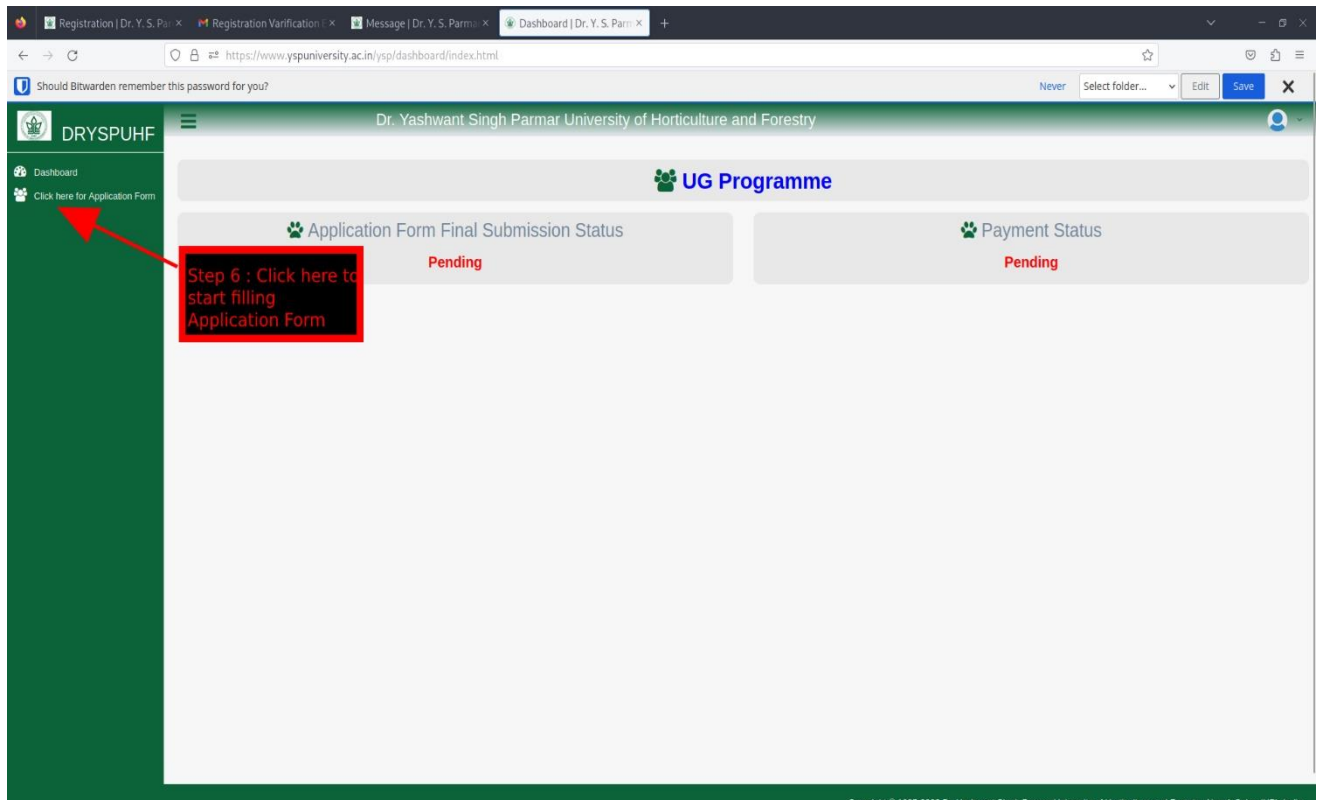 Registration | Dr. Y. S. Pa
Registration Varification E
Message | Dr. Y. S. Parma
Dashboard | Dr. Y. S. Parm
https://www.yspuniversity.ac.in/ysp/dashboard/index.html
Should Bitwarden remember this password for you?
Never
Select folder...
Edit
Save
DRYSPUHF
Dr. Yashwant Singh Parmar University of Horticulture and Forestry
Dashboard
Click here for Application Form
UG Programme
Application Form Final Submission Status
Pending
Payment Status
Pending
Step 6 : Click here to
start filling
Application Form